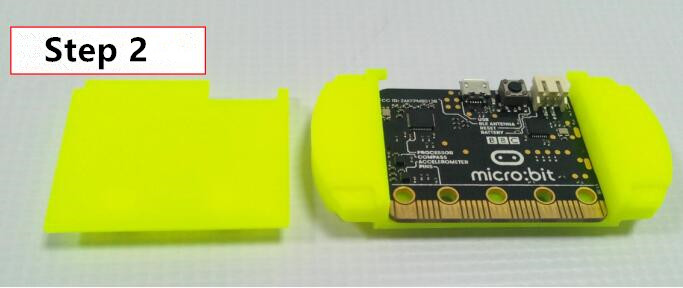 Step 2
USB
BLE ANTENNA
RESET
BATTERY
BBC
PROCESSOR
COMPASS
ACCELEROMETER
PINS
micro:bit